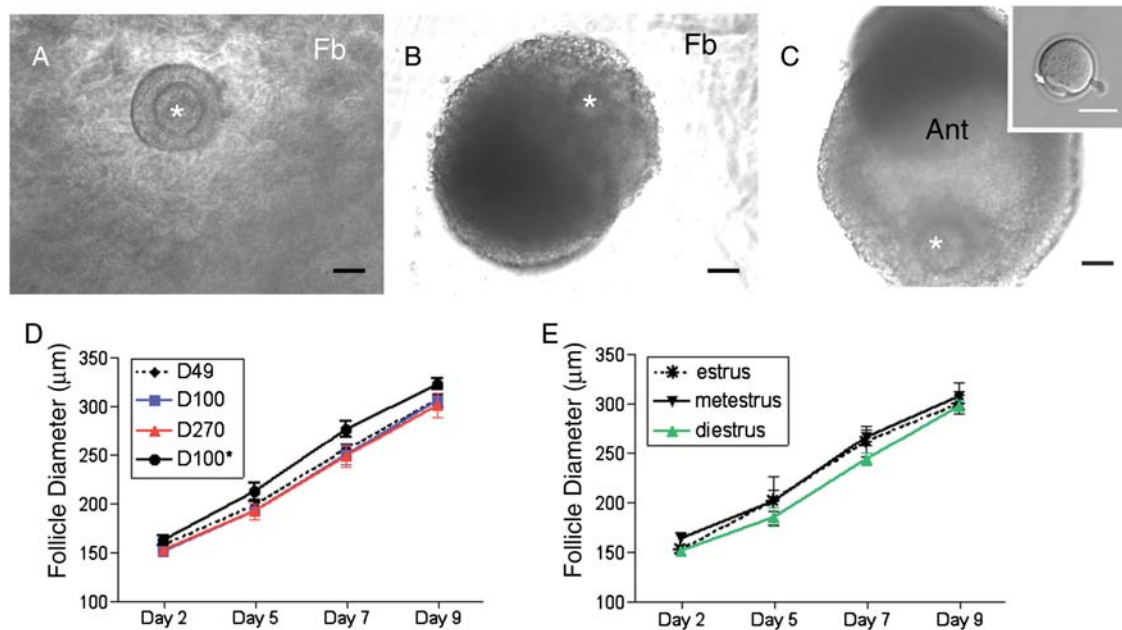 A
Fb
*
B
Fb
*
C
Ant
*
D
Follicle Diameter (µm)
350
300
250
200
150
100
D49
D100
D270
D100*
Day 2 Day 5 Day 7 Day 9
E
Follicle Diameter (µm)
350
300
250
200
150
100
estrus
metestrus
diestrus
Day 2 Day 5 Day 7 Day 9